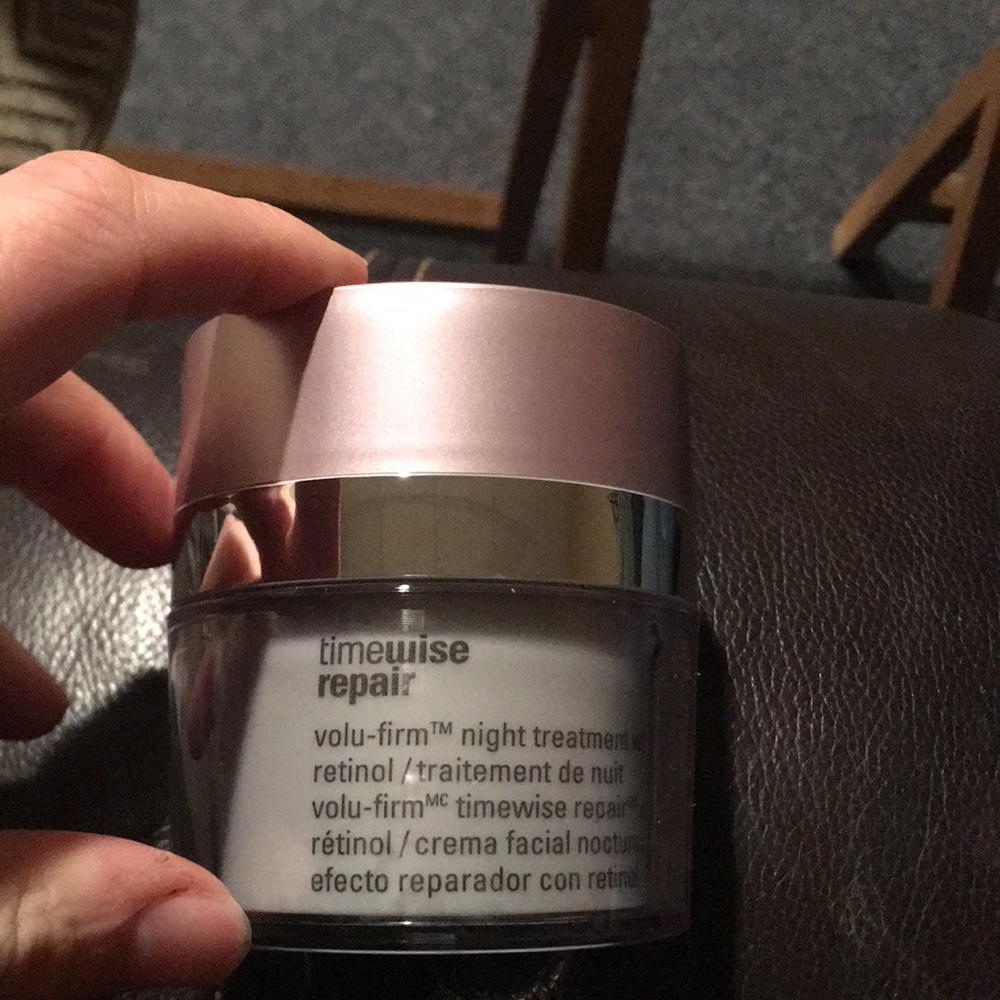 timewise
repair
volu-firm™ night treatment
retinol / traitement de nuit
volu-firmᴹᶜ timewise repair
rétinol / crema facial
efecto reparador con retinol